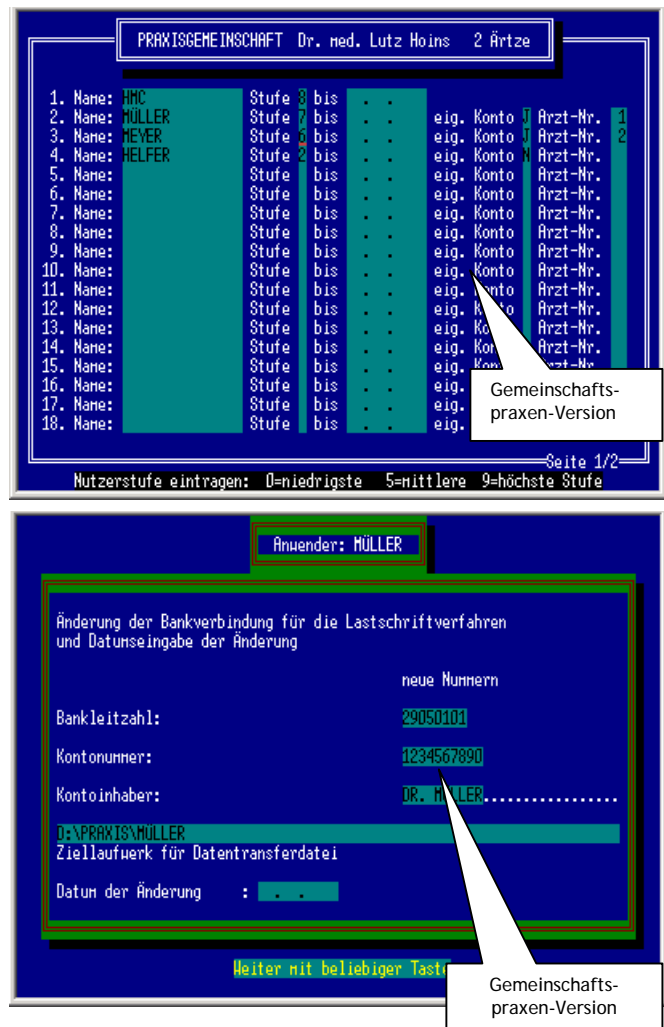 PRAXISGEMEINSCHAFT Dr. med. Lutz Hoins 2 Ärtze
1. Name: HMC Stufe 8 bis . .
2. Name: MÜLLER Stufe 7 bis . . eig. Konto J Arzt-Nr. 1
3. Name: MEYER Stufe 6 bis . . eig. Konto J Arzt-Nr. 2
4. Name: HELFER Stufe 2 bis . . eig. Konto N Arzt-Nr.
5. Name: Stufe bis . . eig. Konto Arzt-Nr.
6. Name: Stufe bis . . eig. Konto Arzt-Nr.
7. Name: Stufe bis . . eig. Konto Arzt-Nr.
8. Name: Stufe bis . . eig. Konto Arzt-Nr.
9. Name: Stufe bis . . eig. Konto Arzt-Nr.
10. Name: Stufe bis . . eig. Konto Arzt-Nr.
11. Name: Stufe bis . . eig. Konto Arzt-Nr.
12. Name: Stufe bis . . eig. Arzt-Nr.
13. Name: Stufe bis . . eig. Arzt-Nr.
14. Name: Stufe bis . . eig. Arzt-Nr.
15. Name: Stufe bis . . eig.
16. Name: Stufe bis . . eig.
17. Name: Stufe bis . . eig.
18. Name: Stufe bis . . eig.
Gemeinschafts-
praxen-Version
Seite 1/2
Nutzerstufe eintragen: 0=niedrigste 5=mittlere 9=höchste Stufe
Anwender: MÜLLER
Änderung der Bankverbindung für die Lastschriftverfahren
und Datumseingabe der Änderung
neue Nummern
Bankleitzahl: 29050101
Kontonummer: 1234567890
Kontoinhaber: DR. MÜLLER.................
D:\PRAXIS\MÜLLER
Ziellaufwerk für Datentransferdatei
Datum der Änderung : . .
Weiter mit beliebiger Taste
Gemeinschafts-
praxen-Version